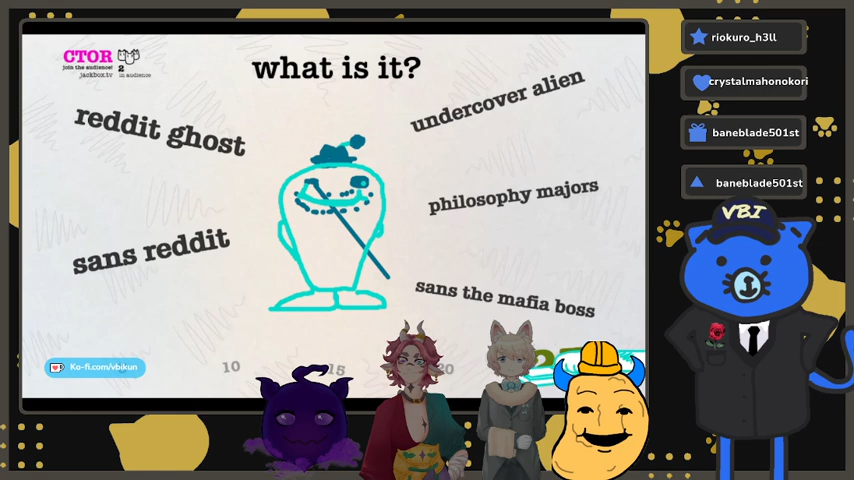 CTOR
join the audience!
jackbox.tv
2
in audience
what is it?
reddit ghost
undercover alien
philosophy majors
sans reddit
sans the mafia boss
Ko-fi.com/vbikun
10
15
20
riokuro_h3ll
crystalmahonokori
baneblade501st
baneblade501st
VBI